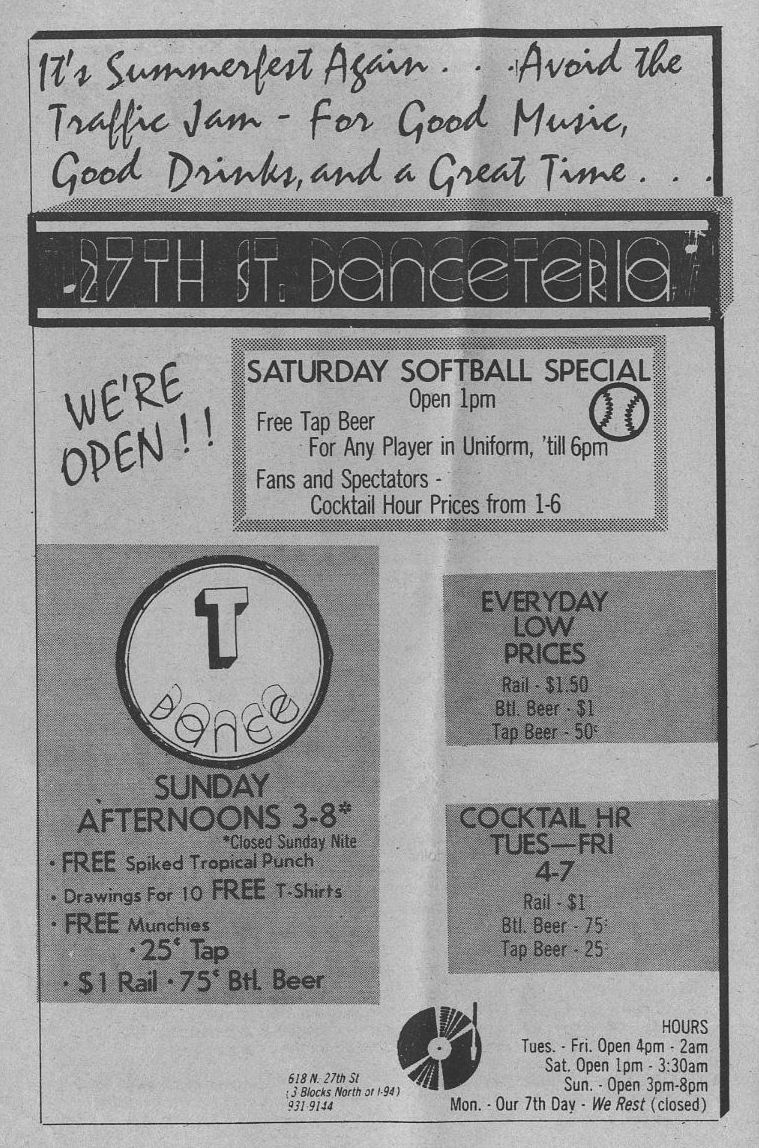 It's Summerfest Again . . . Avoid the
Traffic Jam - For Good Music,
Good Drinks, and a Great Time . . .
27TH ST. DANCETERIA
WE'RE
OPEN!!
SATURDAY SOFTBALL SPECIAL
Open 1pm
Free Tap Beer
For Any Player in Uniform, 'till 6pm
Fans and Spectators -
Cocktail Hour Prices from 1-6
T
DANCE
SUNDAY
AFTERNOONS 3-8*
*Closed Sunday Nite
• FREE Spiked Tropical Punch
• Drawings For 10 FREE T-Shirts
• FREE Munchies
• 25¢ Tap
• $1 Rail • 75¢ Btl. Beer
EVERYDAY
LOW
PRICES
Rail - $1.50
Btl. Beer - $1
Tap Beer - 50¢
COCKTAIL HR
TUES—FRI
4-7
Rail - $1
Btl. Beer - 75¢
Tap Beer - 25¢
618 N. 27th St
(3 Blocks North of I-94)
931-9144
HOURS
Tues. - Fri. Open 4pm - 2am
Sat. Open 1pm - 3:30am
Sun. - Open 3pm-8pm
Mon. - Our 7th Day - We Rest (closed)